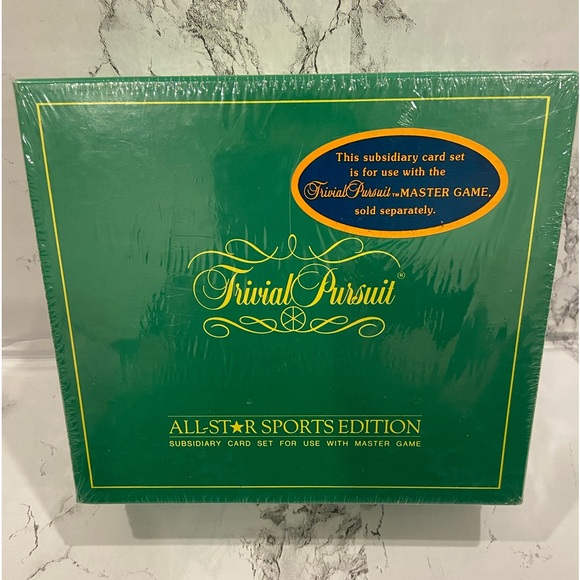 This subsidiary card set
is for use with the
Trivial Pursuit™ MASTER GAME,
sold separately.
Trivial Pursuit®
ALL-ST★R SPORTS EDITION
SUBSIDIARY CARD SET FOR USE WITH MASTER GAME